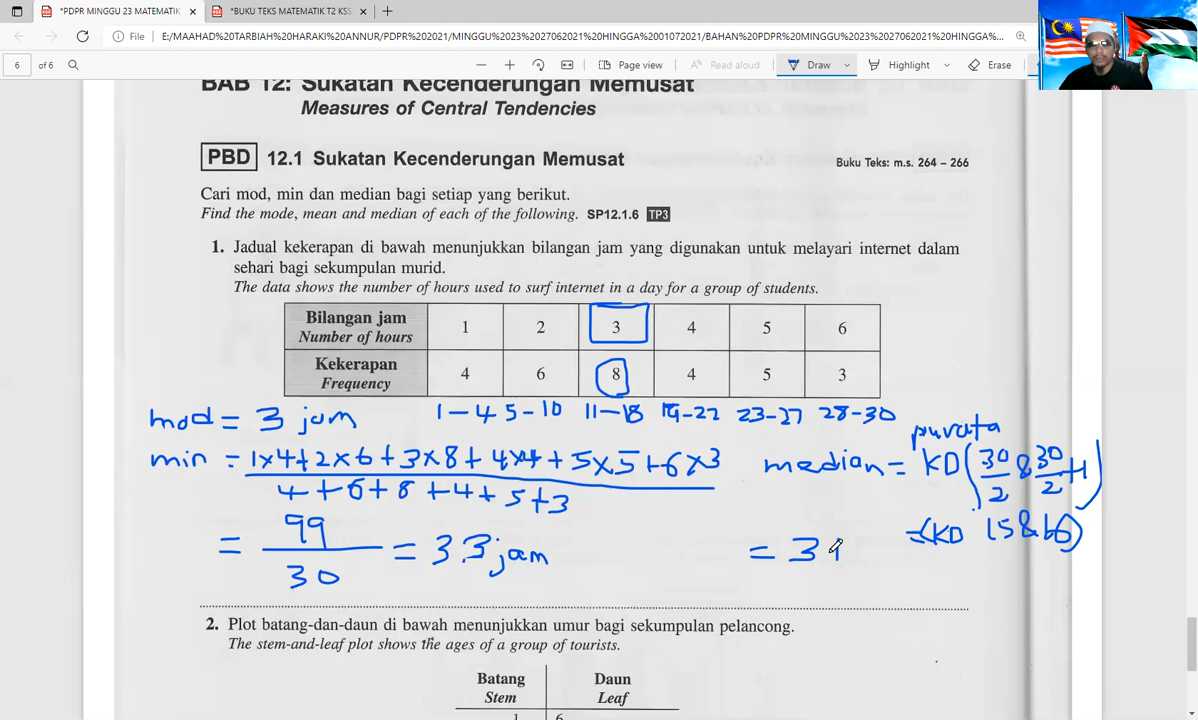 *PDPR MINGGU 23 MATEMATIK
*BUKU TEKS MATEMATIK T2 KSS
File
E:/MAAHAD%20TARBIAH%20HARAKI%20ANNUR/PDPR%202021/MINGGU%2023%2027062021%20HINGGA%2001072021/BAHAN%20PDPR%20MINGGU%2023%2027062021%20HINGGA%...
6 of 6
Page view
Read aloud
Draw
Highlight
Erase
BAB 12: Sukatan Kecenderungan Memusat
Measures of Central Tendencies
PBD 12.1 Sukatan Kecenderungan Memusat
Buku Teks: m.s. 264 – 266
Cari mod, min dan median bagi setiap yang berikut.
Find the mode, mean and median of each of the following. SP12.1.6 TP3
1. Jadual kekerapan di bawah menunjukkan bilangan jam yang digunakan untuk melayari internet dalam
sehari bagi sekumpulan murid.
The data shows the number of hours used to surf internet in a day for a group of students.
Bilangan jam
Number of hours
1 2 3 4 5 6
Kekerapan
Frequency
4 6 8 4 5 3
1–4 5–10 11–18 19–22 23–27 28–30
mod = 3 jam
purata
min = 1×4+2×6+3×8+4×4+5×5+6×3
4+6+8+4+5+3
median = KD(30/2 & 30/2+1)
= 99/30 = 3.3 jam
=(KD 15&16)
= 3
2. Plot batang-dan-daun di bawah menunjukkan umur bagi sekumpulan pelancong.
The stem-and-leaf plot shows the ages of a group of tourists.
Batang
Stem
Daun
Leaf